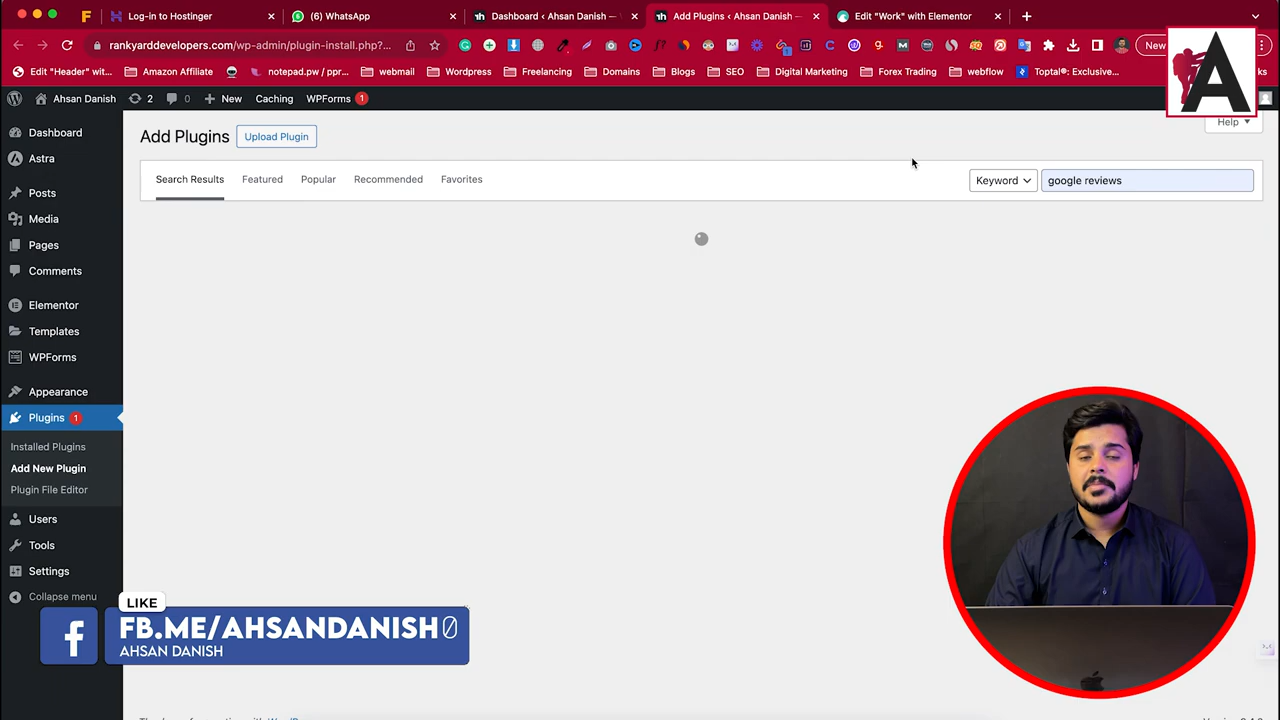 Log-in to Hostinger
(6) WhatsApp
Dashboard ‹ Ahsan Danish —
Add Plugins ‹ Ahsan Danish —
Edit "Work" with Elementor
rankyarddevelopers.com/wp-admin/plugin-install.php?...
New
Edit "Header" wit...
Amazon Affiliate
notepad.pw / ppr...
webmail
Wordpress
Freelancing
Domains
Blogs
SEO
Digital Marketing
Forex Trading
webflow
Toptal®: Exclusive...
A
Ahsan Danish
2
0
New
Caching
WPForms 1
Help
Dashboard
Astra
Posts
Media
Pages
Comments
Elementor
Templates
WPForms
Appearance
Plugins 1
Installed Plugins
Add New Plugin
Plugin File Editor
Users
Tools
Settings
Collapse menu
Add Plugins
Upload Plugin
Search Results
Featured
Popular
Recommended
Favorites
Keyword
google reviews
LIKE
FB.ME/AHSANDANISH0
AHSAN DANISH